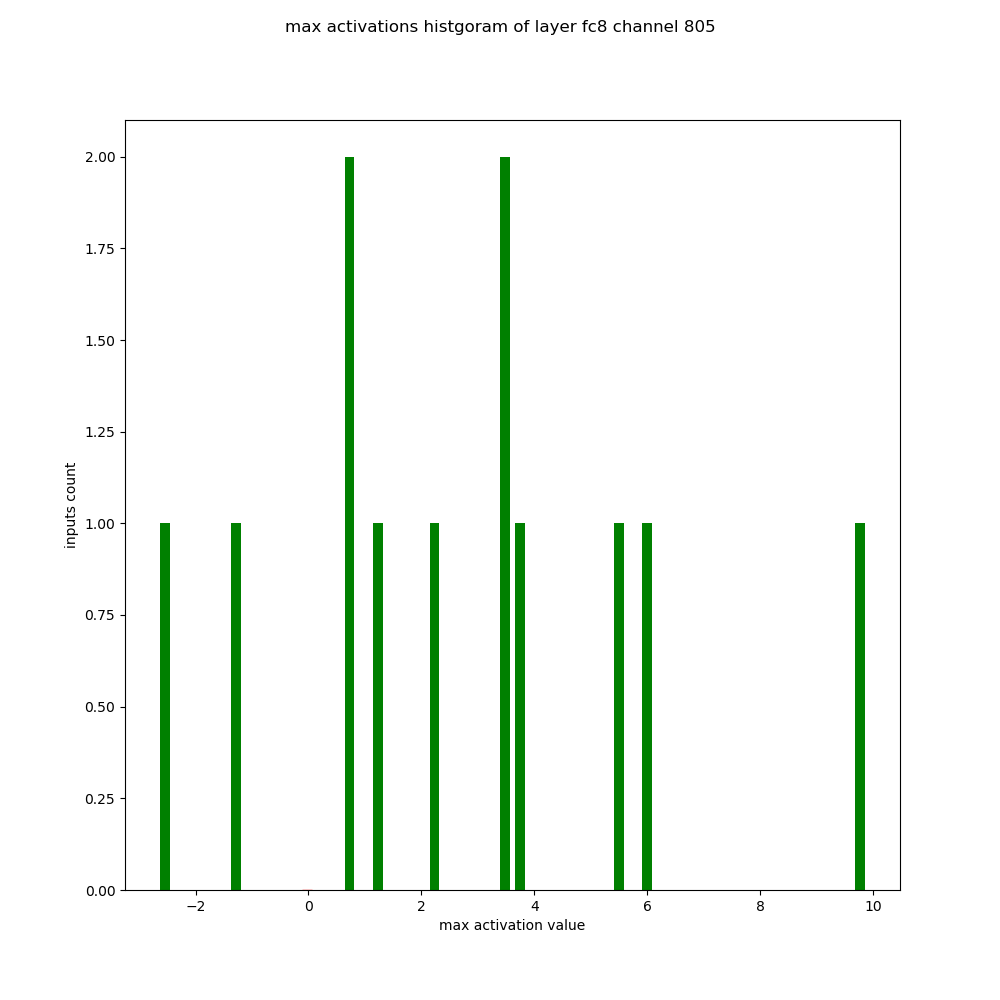 max activations histgoram of layer fc8 channel 805
2.00
1.75
1.50
1.25
1.00
0.75
0.50
0.25
0.00
inputs count
−2 0 2 4 6 8 10
max activation value